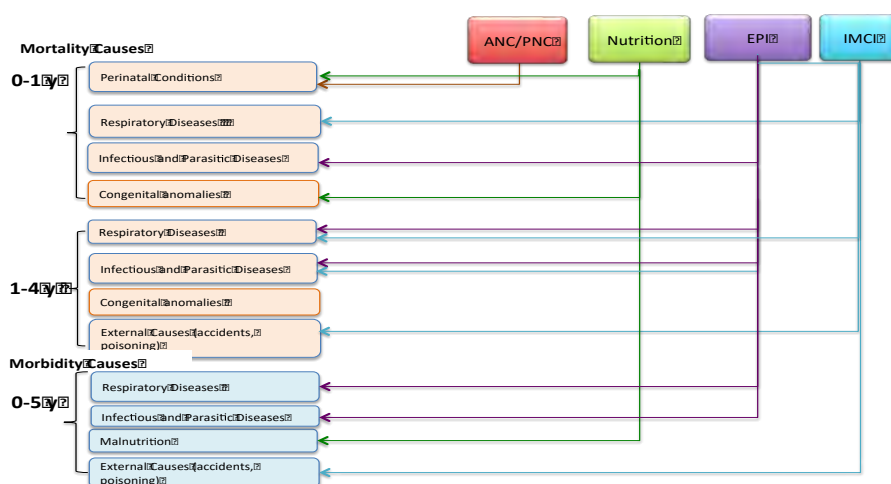 ANC/PNC
Nutrition
EPI
IMCI
Mortality Causes
0-1 y
Perinatal Conditions
Respiratory Diseases
Infectious and Parasitic Diseases
Congenital anomalies
1-4 y
Respiratory Diseases
Infectious and Parasitic Diseases
Congenital anomalies
External Causes (accidents,
poisoning)
Morbidity Causes
0-5 y
Respiratory Diseases
Infectious and Parasitic Diseases
Malnutrition
External Causes (accidents,
poisoning)